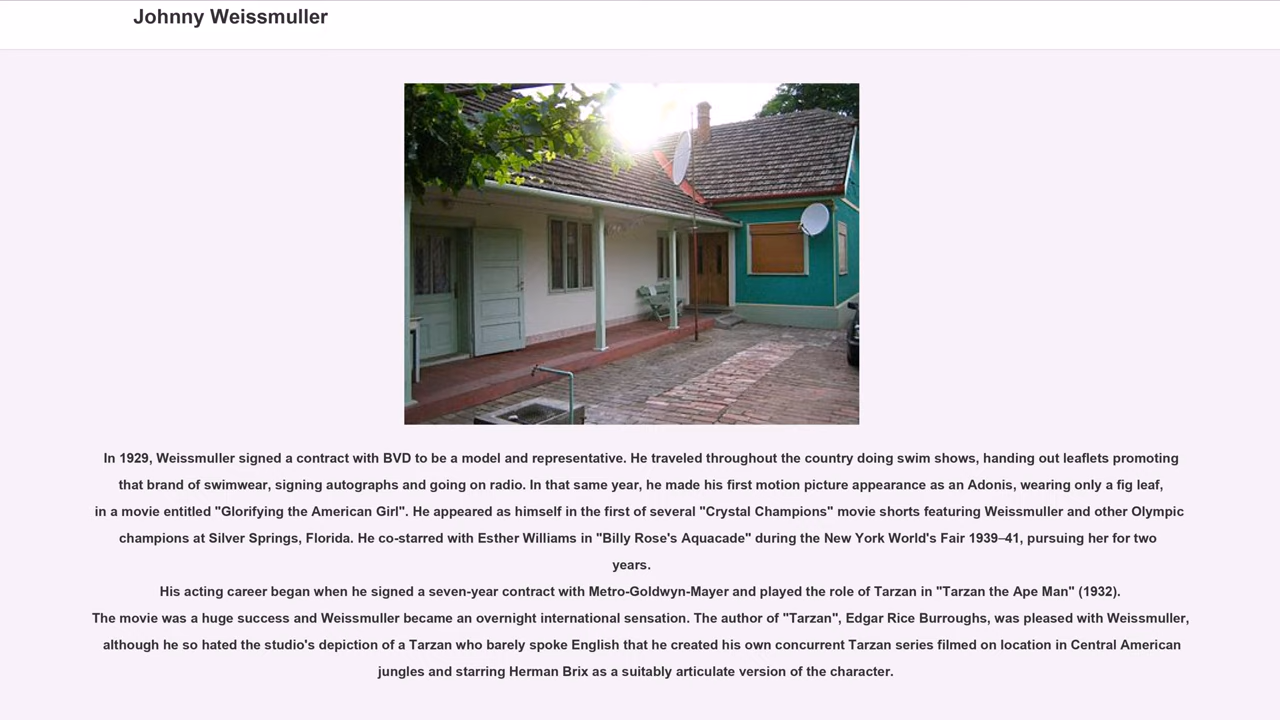 Johnny Weissmuller
In 1929, Weissmuller signed a contract with BVD to be a model and representative. He traveled throughout the country doing swim shows, handing out leaflets promoting
that brand of swimwear, signing autographs and going on radio. In that same year, he made his first motion picture appearance as an Adonis, wearing only a fig leaf,
in a movie entitled "Glorifying the American Girl". He appeared as himself in the first of several "Crystal Champions" movie shorts featuring Weissmuller and other Olympic
champions at Silver Springs, Florida. He co-starred with Esther Williams in "Billy Rose's Aquacade" during the New York World's Fair 1939–41, pursuing her for two
years.
His acting career began when he signed a seven-year contract with Metro-Goldwyn-Mayer and played the role of Tarzan in "Tarzan the Ape Man" (1932).
The movie was a huge success and Weissmuller became an overnight international sensation. The author of "Tarzan", Edgar Rice Burroughs, was pleased with Weissmuller,
although he so hated the studio's depiction of a Tarzan who barely spoke English that he created his own concurrent Tarzan series filmed on location in Central American
jungles and starring Herman Brix as a suitably articulate version of the character.